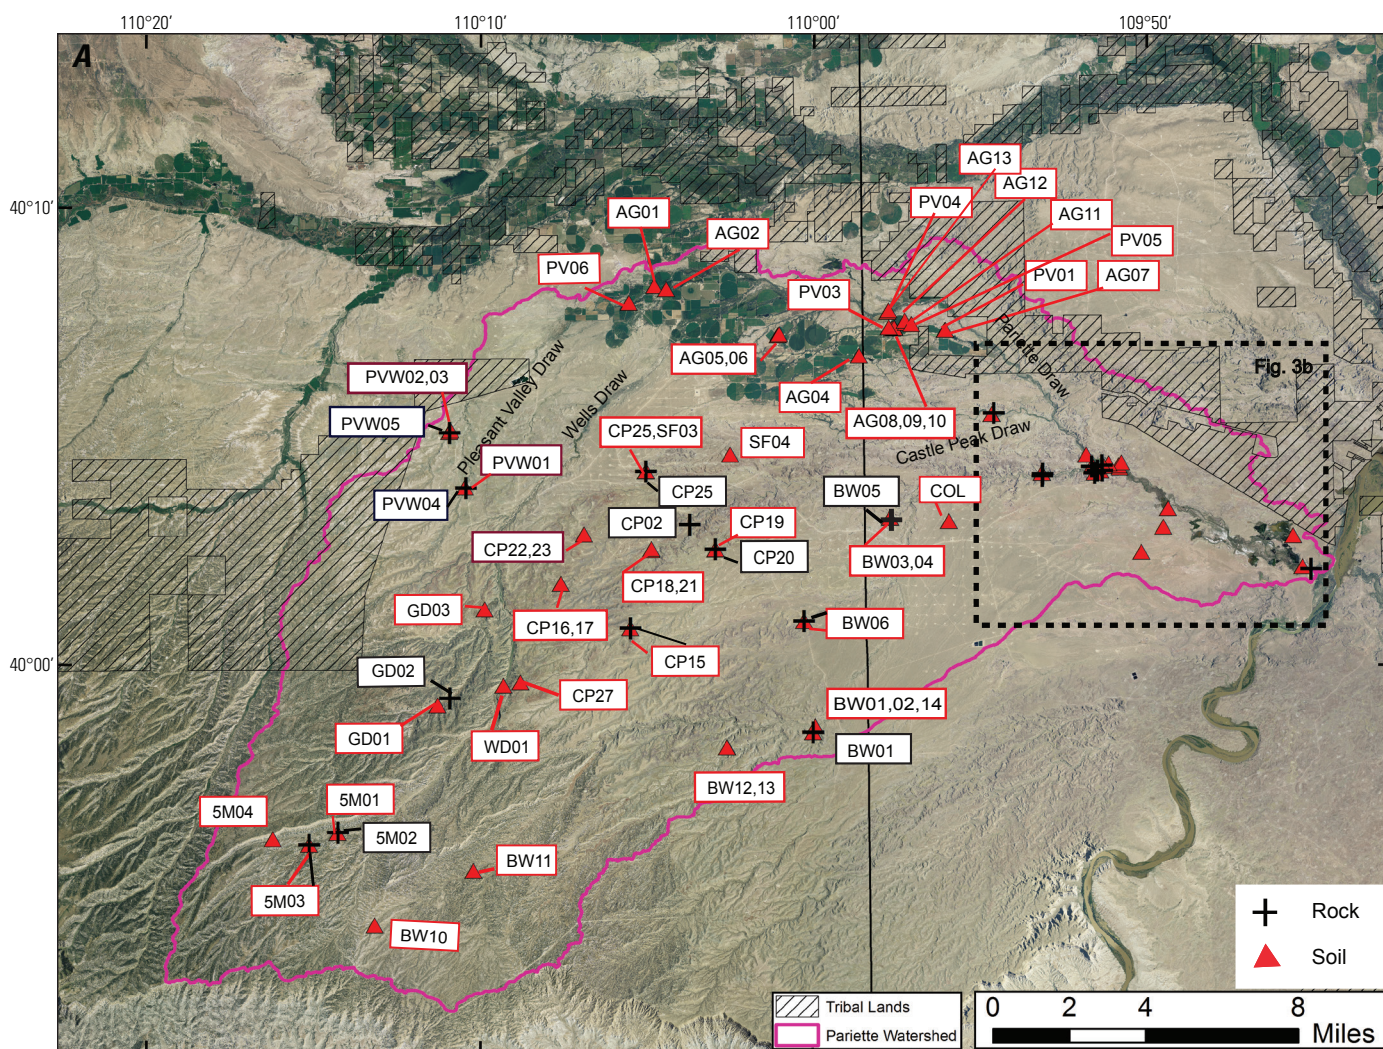 110°20'
110°10'
110°00'
109°50'
A
40°10'
40°00'
AG13
AG12
PV04
AG11
AG01
AG02
PV05
PV06
PV03
PV01
AG07
Pariette Draw
AG05,06
Fig. 3b
Pleasant Valley Draw
Wells Draw
PVW02,03
AG04
PVW05
CP25,SF03
AG08,09,10
SF04
Castle Peak Draw
PVW01
PVW04
CP25
BW05
COL
CP02
CP19
CP22,23
CP20
BW03,04
CP18,21
GD03
CP16,17
BW06
CP15
GD02
CP27
BW01,02,14
GD01
WD01
BW01
BW12,13
5M01
5M04
5M02
BW11
5M03
BW10
Rock
Soil
Tribal Lands
Pariette Watershed
0 2 4 6 8
Miles